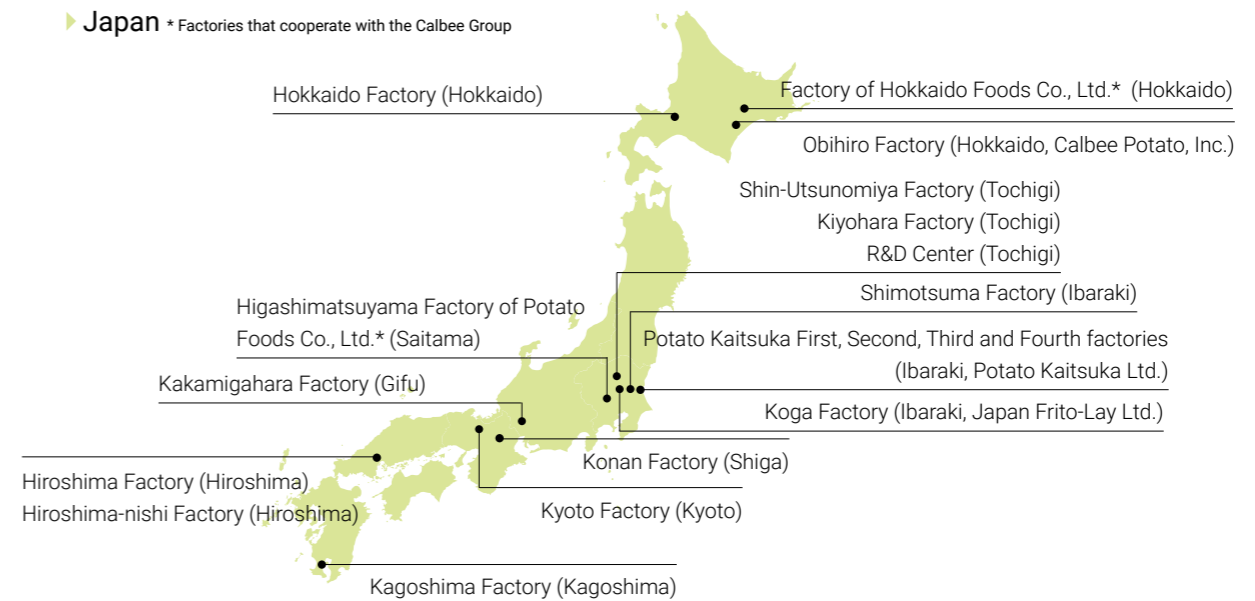 Japan * Factories that cooperate with the Calbee Group
Hokkaido Factory (Hokkaido)
Factory of Hokkaido Foods Co., Ltd.* (Hokkaido)
Obihiro Factory (Hokkaido, Calbee Potato, Inc.)
Shin-Utsunomiya Factory (Tochigi)
Kiyohara Factory (Tochigi)
R&D Center (Tochigi)
Shimotsuma Factory (Ibaraki)
Higashimatsuyama Factory of Potato
Foods Co., Ltd.* (Saitama)
Potato Kaitsuka First, Second, Third and Fourth factories
(Ibaraki, Potato Kaitsuka Ltd.)
Kakamigahara Factory (Gifu)
Koga Factory (Ibaraki, Japan Frito-Lay Ltd.)
Konan Factory (Shiga)
Hiroshima Factory (Hiroshima)
Hiroshima-nishi Factory (Hiroshima)
Kyoto Factory (Kyoto)
Kagoshima Factory (Kagoshima)